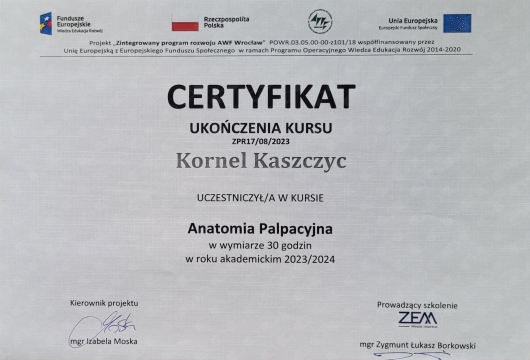 Fundusze
Europejskie
Wiedza Edukacja Rozwój
Rzeczpospolita
Polska
Unia Europejska
Europejski Fundusz Społeczny
Projekt „Zintegrowany program rozwoju AWF Wrocław” POWR.03.05.00-00-z101/18 współfinansowany przez
Unię Europejską z Europejskiego Funduszu Społecznego w ramach Programu Operacyjnego Wiedza Edukacja Rozwój 2014-2020
CERTYFIKAT
UKOŃCZENIA KURSU
ZPR17/08/2023
Kornel Kaszczyc
UCZESTNICZYŁ/A W KURSIE
Anatomia Palpacyjna
w wymiarze 30 godzin
w roku akademickim 2023/2024
Kierownik projektu
mgr Izabela Moska
Prowadzący szkolenie
ZEM
mgr Zygmunt Łukasz Borkowski